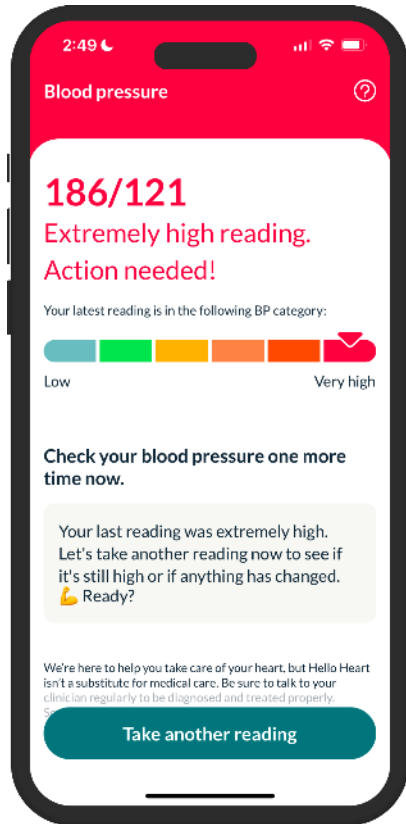 2:49
Blood pressure
?
186/121
Extremely high reading.
Action needed!
Your latest reading is in the following BP category:
Low
Very high
Check your blood pressure one more
time now.
Your last reading was extremely high.
Let's take another reading now to see if
it's still high or if anything has changed.
💪 Ready?
We're here to help you take care of your heart, but Hello Heart
isn't a substitute for medical care. Be sure to talk to your
clinician regularly to be diagnosed and treated properly.
Take another reading